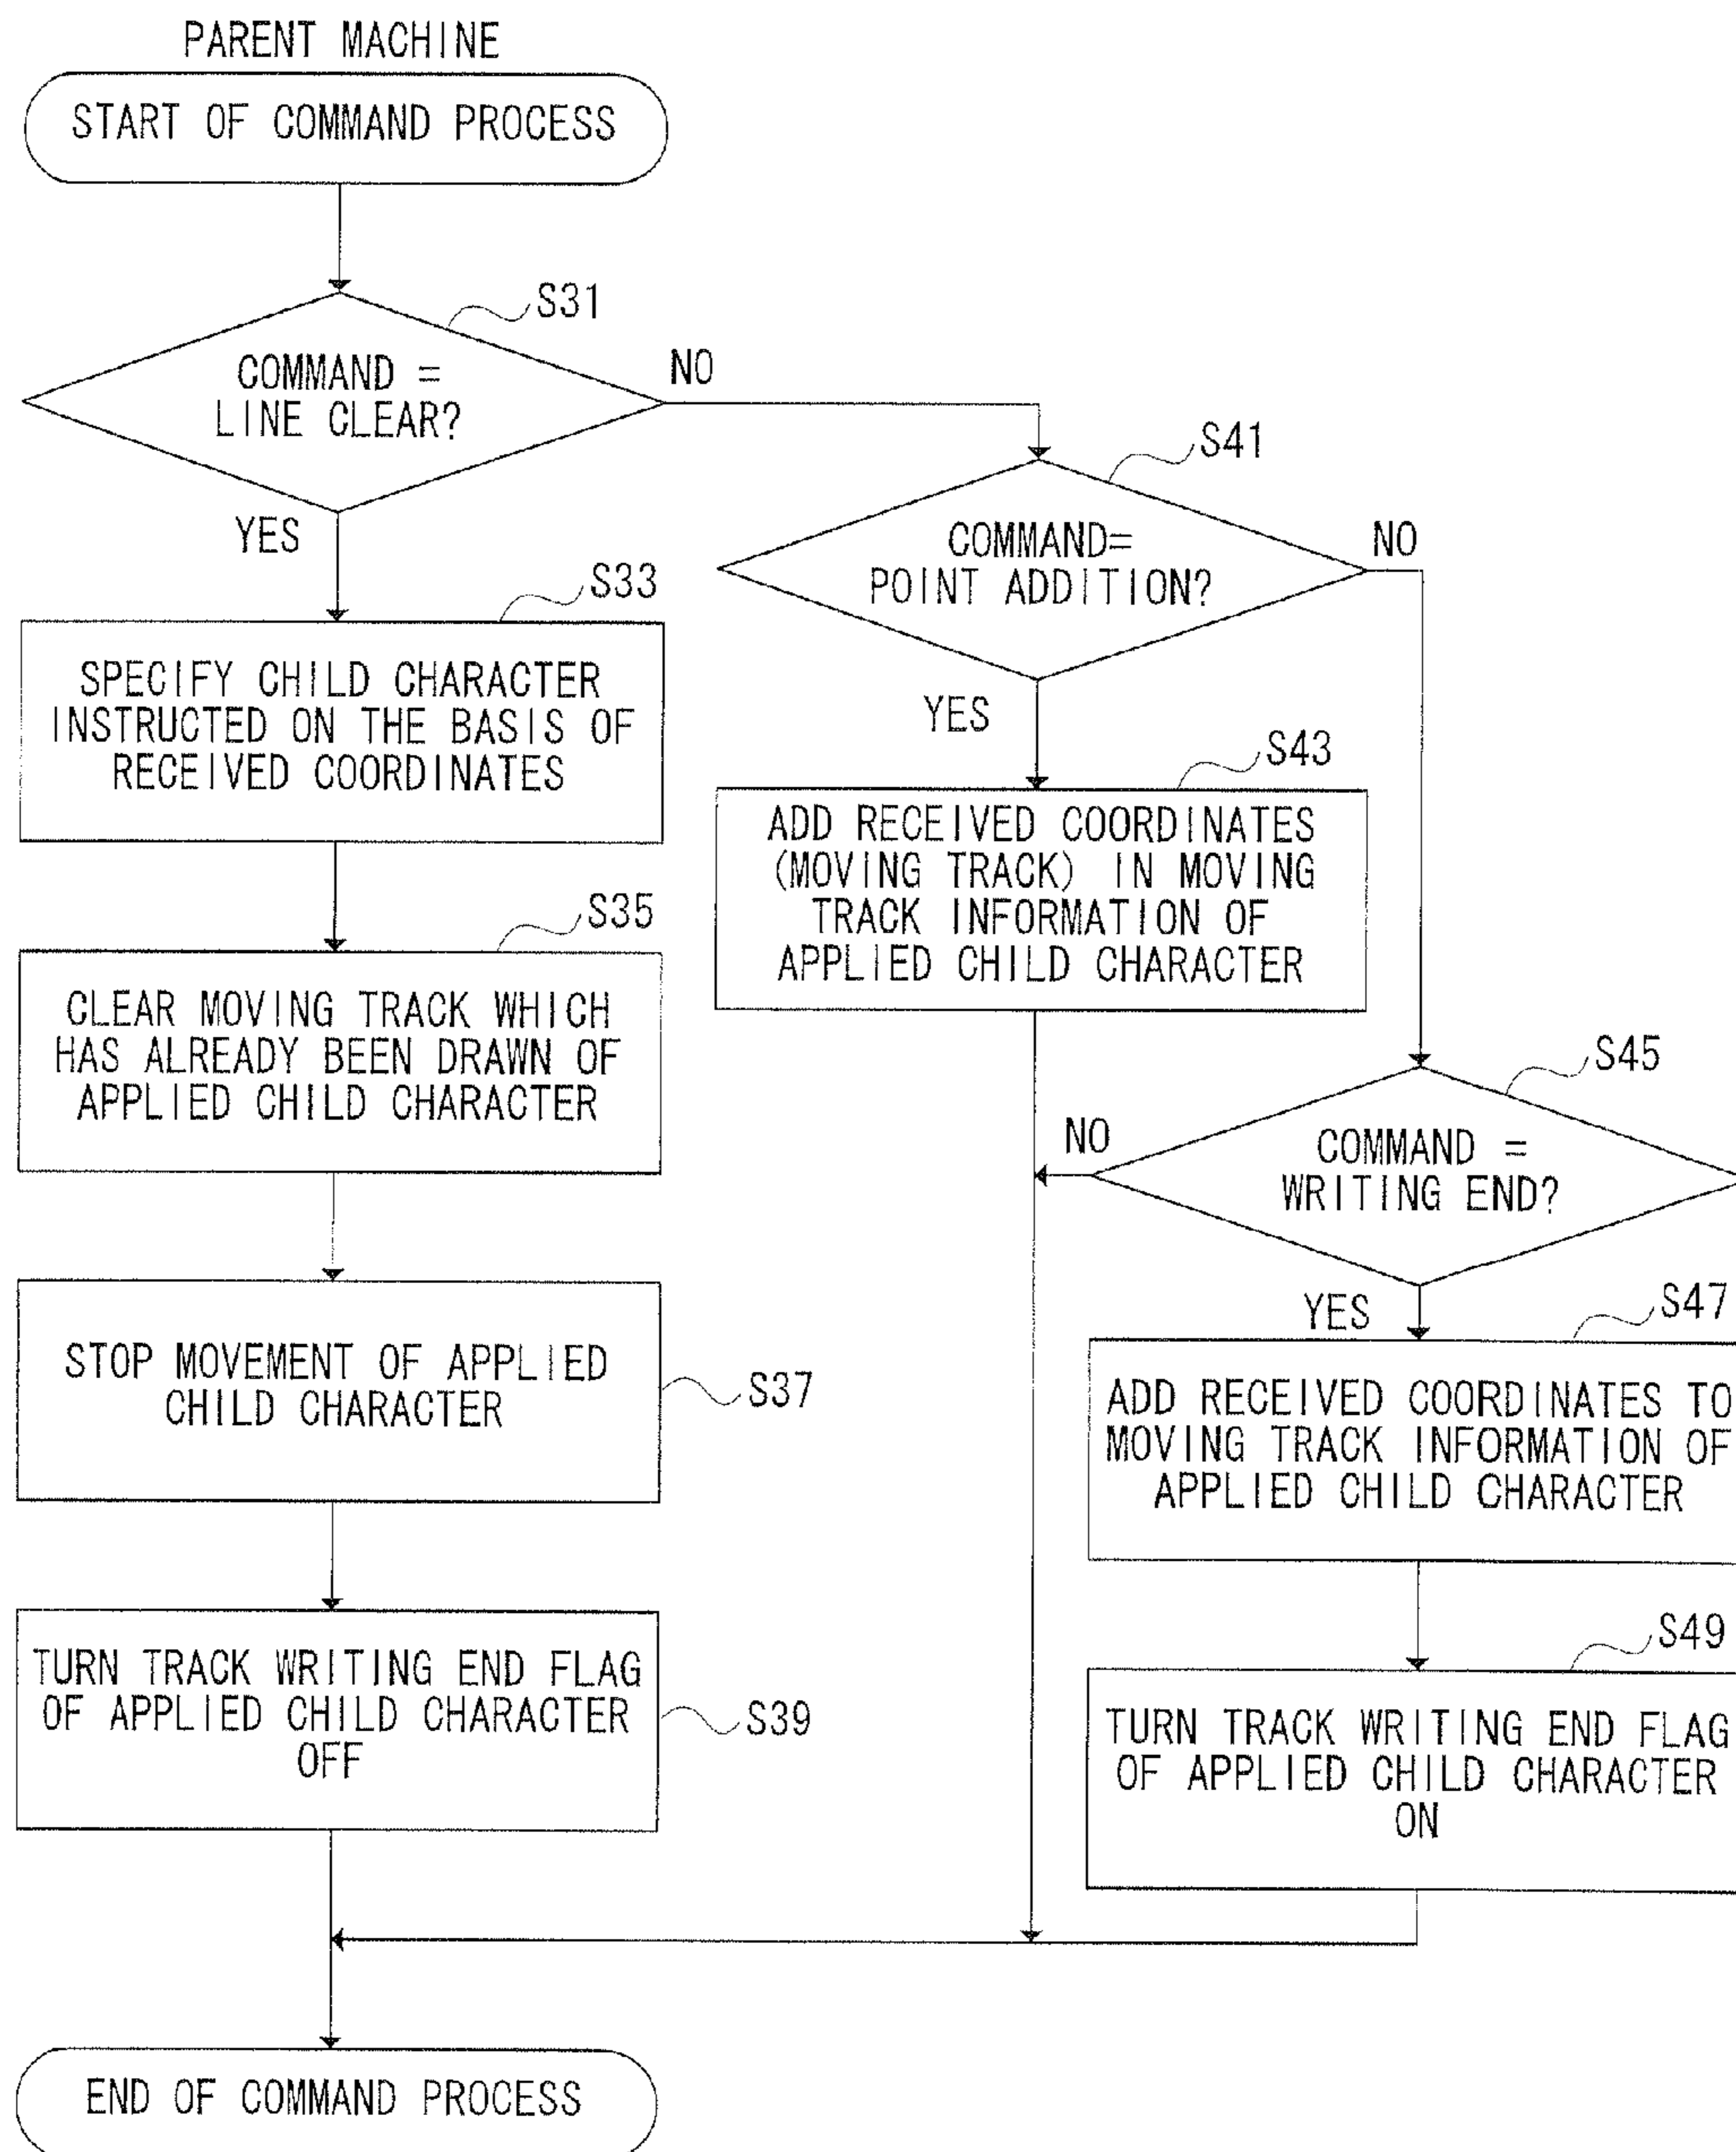 PARENT MACHINE
START OF COMMAND PROCESS
S31
COMMAND =
LINE CLEAR?
NO
YES
S41
COMMAND=
POINT ADDITION?
NO
YES
S33
SPECIFY CHILD CHARACTER
INSTRUCTED ON THE BASIS OF
RECEIVED COORDINATES
S43
ADD RECEIVED COORDINATES
(MOVING TRACK) IN MOVING
TRACK INFORMATION OF
APPLIED CHILD CHARACTER
S35
CLEAR MOVING TRACK WHICH
HAS ALREADY BEEN DRAWN OF
APPLIED CHILD CHARACTER
S45
COMMAND =
WRITING END?
NO
YES
S37
STOP MOVEMENT OF APPLIED
CHILD CHARACTER
S47
ADD RECEIVED COORDINATES TO
MOVING TRACK INFORMATION OF
APPLIED CHILD CHARACTER
S39
TURN TRACK WRITING END FLAG
OF APPLIED CHILD CHARACTER
OFF
S49
TURN TRACK WRITING END FLAG
OF APPLIED CHILD CHARACTER
ON
END OF COMMAND PROCESS